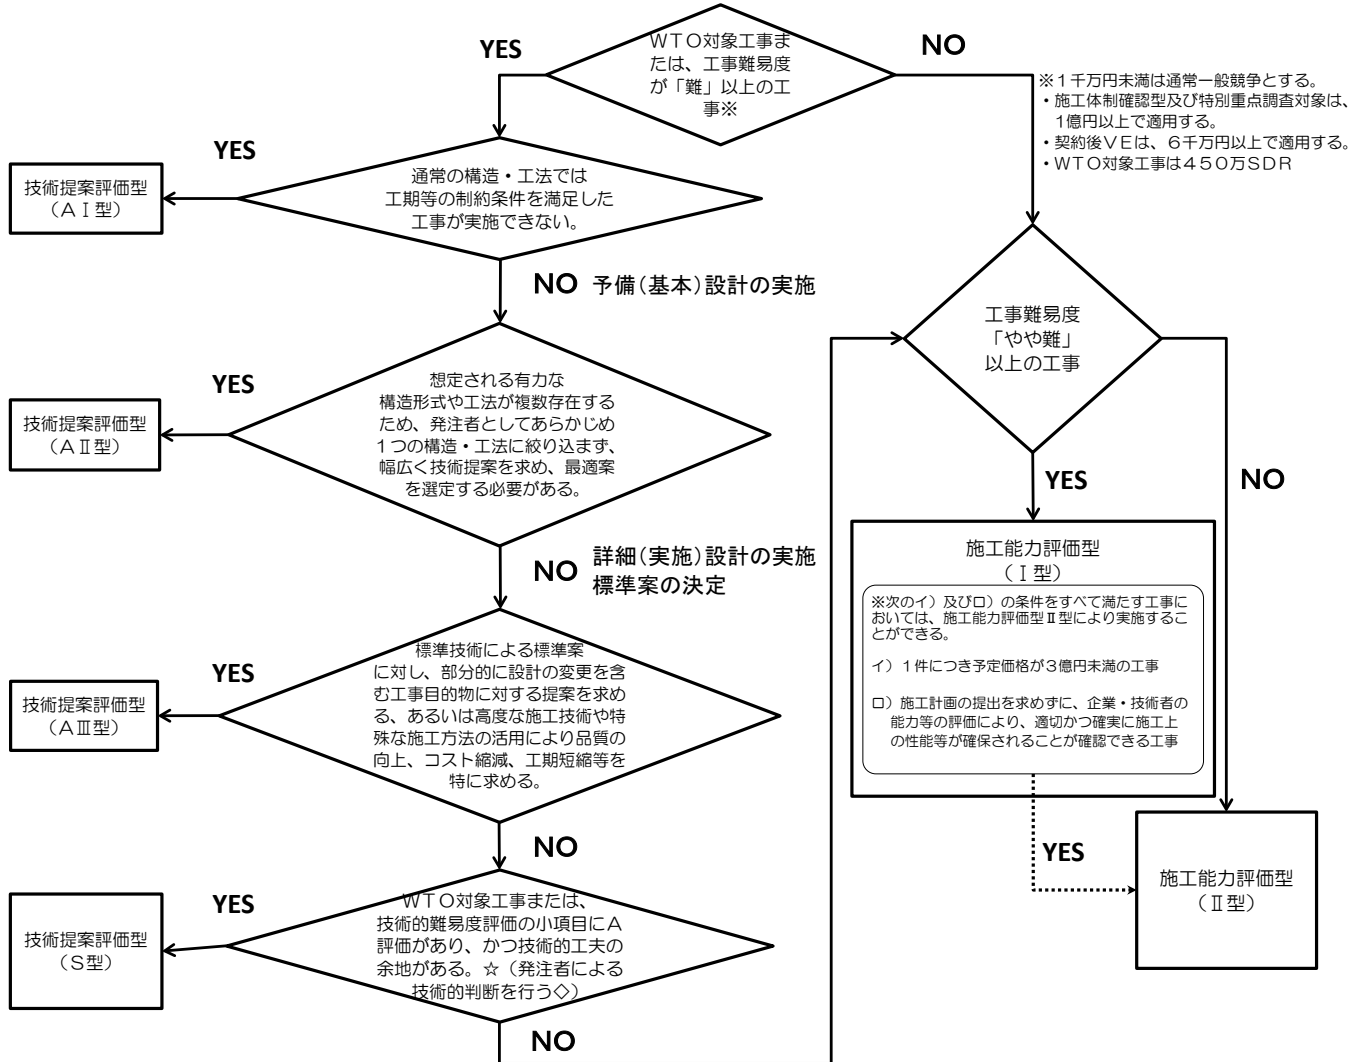 WTO対象工事ま
たは、工事難易度
が「難」以上の工
事※
YES
NO
※1千万円未満は通常一般競争とする。
・施工体制確認型及び特別重点調査対象は、
1億円以上で適用する。
・契約後VEは、6千万円以上で適用する。
・WTO対象工事は450万SDR
YES
通常の構造・工法では
工期等の制約条件を満足した
工事が実施できない。
技術提案評価型
(AⅠ型)
NO 予備(基本)設計の実施
YES
想定される有力な
構造形式や工法が複数存在する
ため、発注者としてあらかじめ
1つの構造・工法に絞り込まず、
幅広く技術提案を求め、最適案
を選定する必要がある。
技術提案評価型
(AⅡ型)
NO 詳細(実施)設計の実施
標準案の決定
YES
標準技術による標準案
に対し、部分的に設計の変更を含
む工事目的物に対する提案を求め
る、あるいは高度な施工技術や特
殊な施工方法の活用により品質の
向上、コスト縮減、工期短縮等を
特に求める。
技術提案評価型
(AⅢ型)
NO
YES
WTO対象工事または、
技術的難易度評価の小項目にA
評価があり、かつ技術的工夫の
余地がある。☆(発注者による
技術的判断を行う◇)
技術提案評価型
(S型)
NO
工事難易度
「やや難」
以上の工事
YES
NO
施工能力評価型
(Ⅰ型)
※次のイ)及びロ)の条件をすべて満たす工事に
おいては、施工能力評価型Ⅱ型により実施するこ
とができる。
イ)1件につき予定価格が3億円未満の工事
ロ)施工計画の提出を求めずに、企業・技術者の
能力等の評価により、適切かつ確実に施工上
の性能等が確保されることが確認できる工事
YES
施工能力評価型
(Ⅱ型)